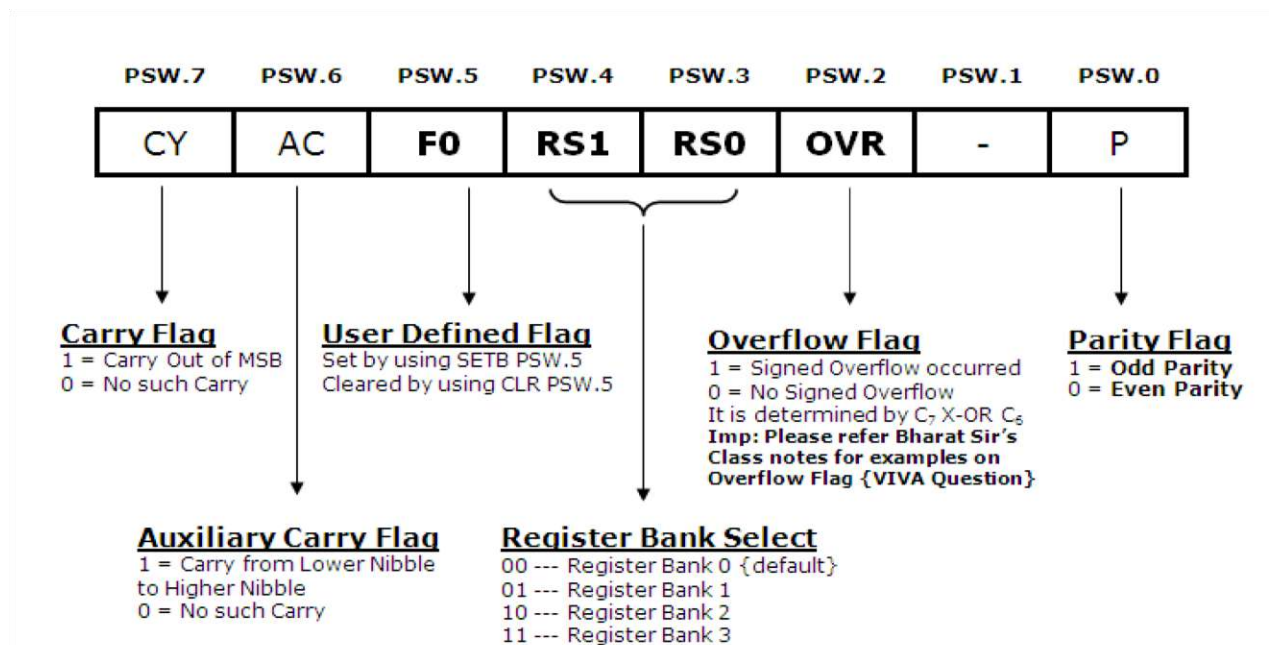 PSW.7 PSW.6 PSW.5 PSW.4 PSW.3 PSW.2 PSW.1 PSW.0
CY AC F0 RS1 RS0 OVR - P
Carry Flag
1 = Carry Out of MSB
0 = No such Carry
User Defined Flag
Set by using SETB PSW.5
Cleared by using CLR PSW.5
Overflow Flag
1 = Signed Overflow occurred
0 = No Signed Overflow
It is determined by C₇ X-OR C₆
Imp: Please refer Bharat Sir's
Class notes for examples on
Overflow Flag {VIVA Question}
Parity Flag
1 = Odd Parity
0 = Even Parity
Auxiliary Carry Flag
1 = Carry from Lower Nibble
to Higher Nibble
0 = No such Carry
Register Bank Select
00 --- Register Bank 0 {default}
01 --- Register Bank 1
10 --- Register Bank 2
11 --- Register Bank 3